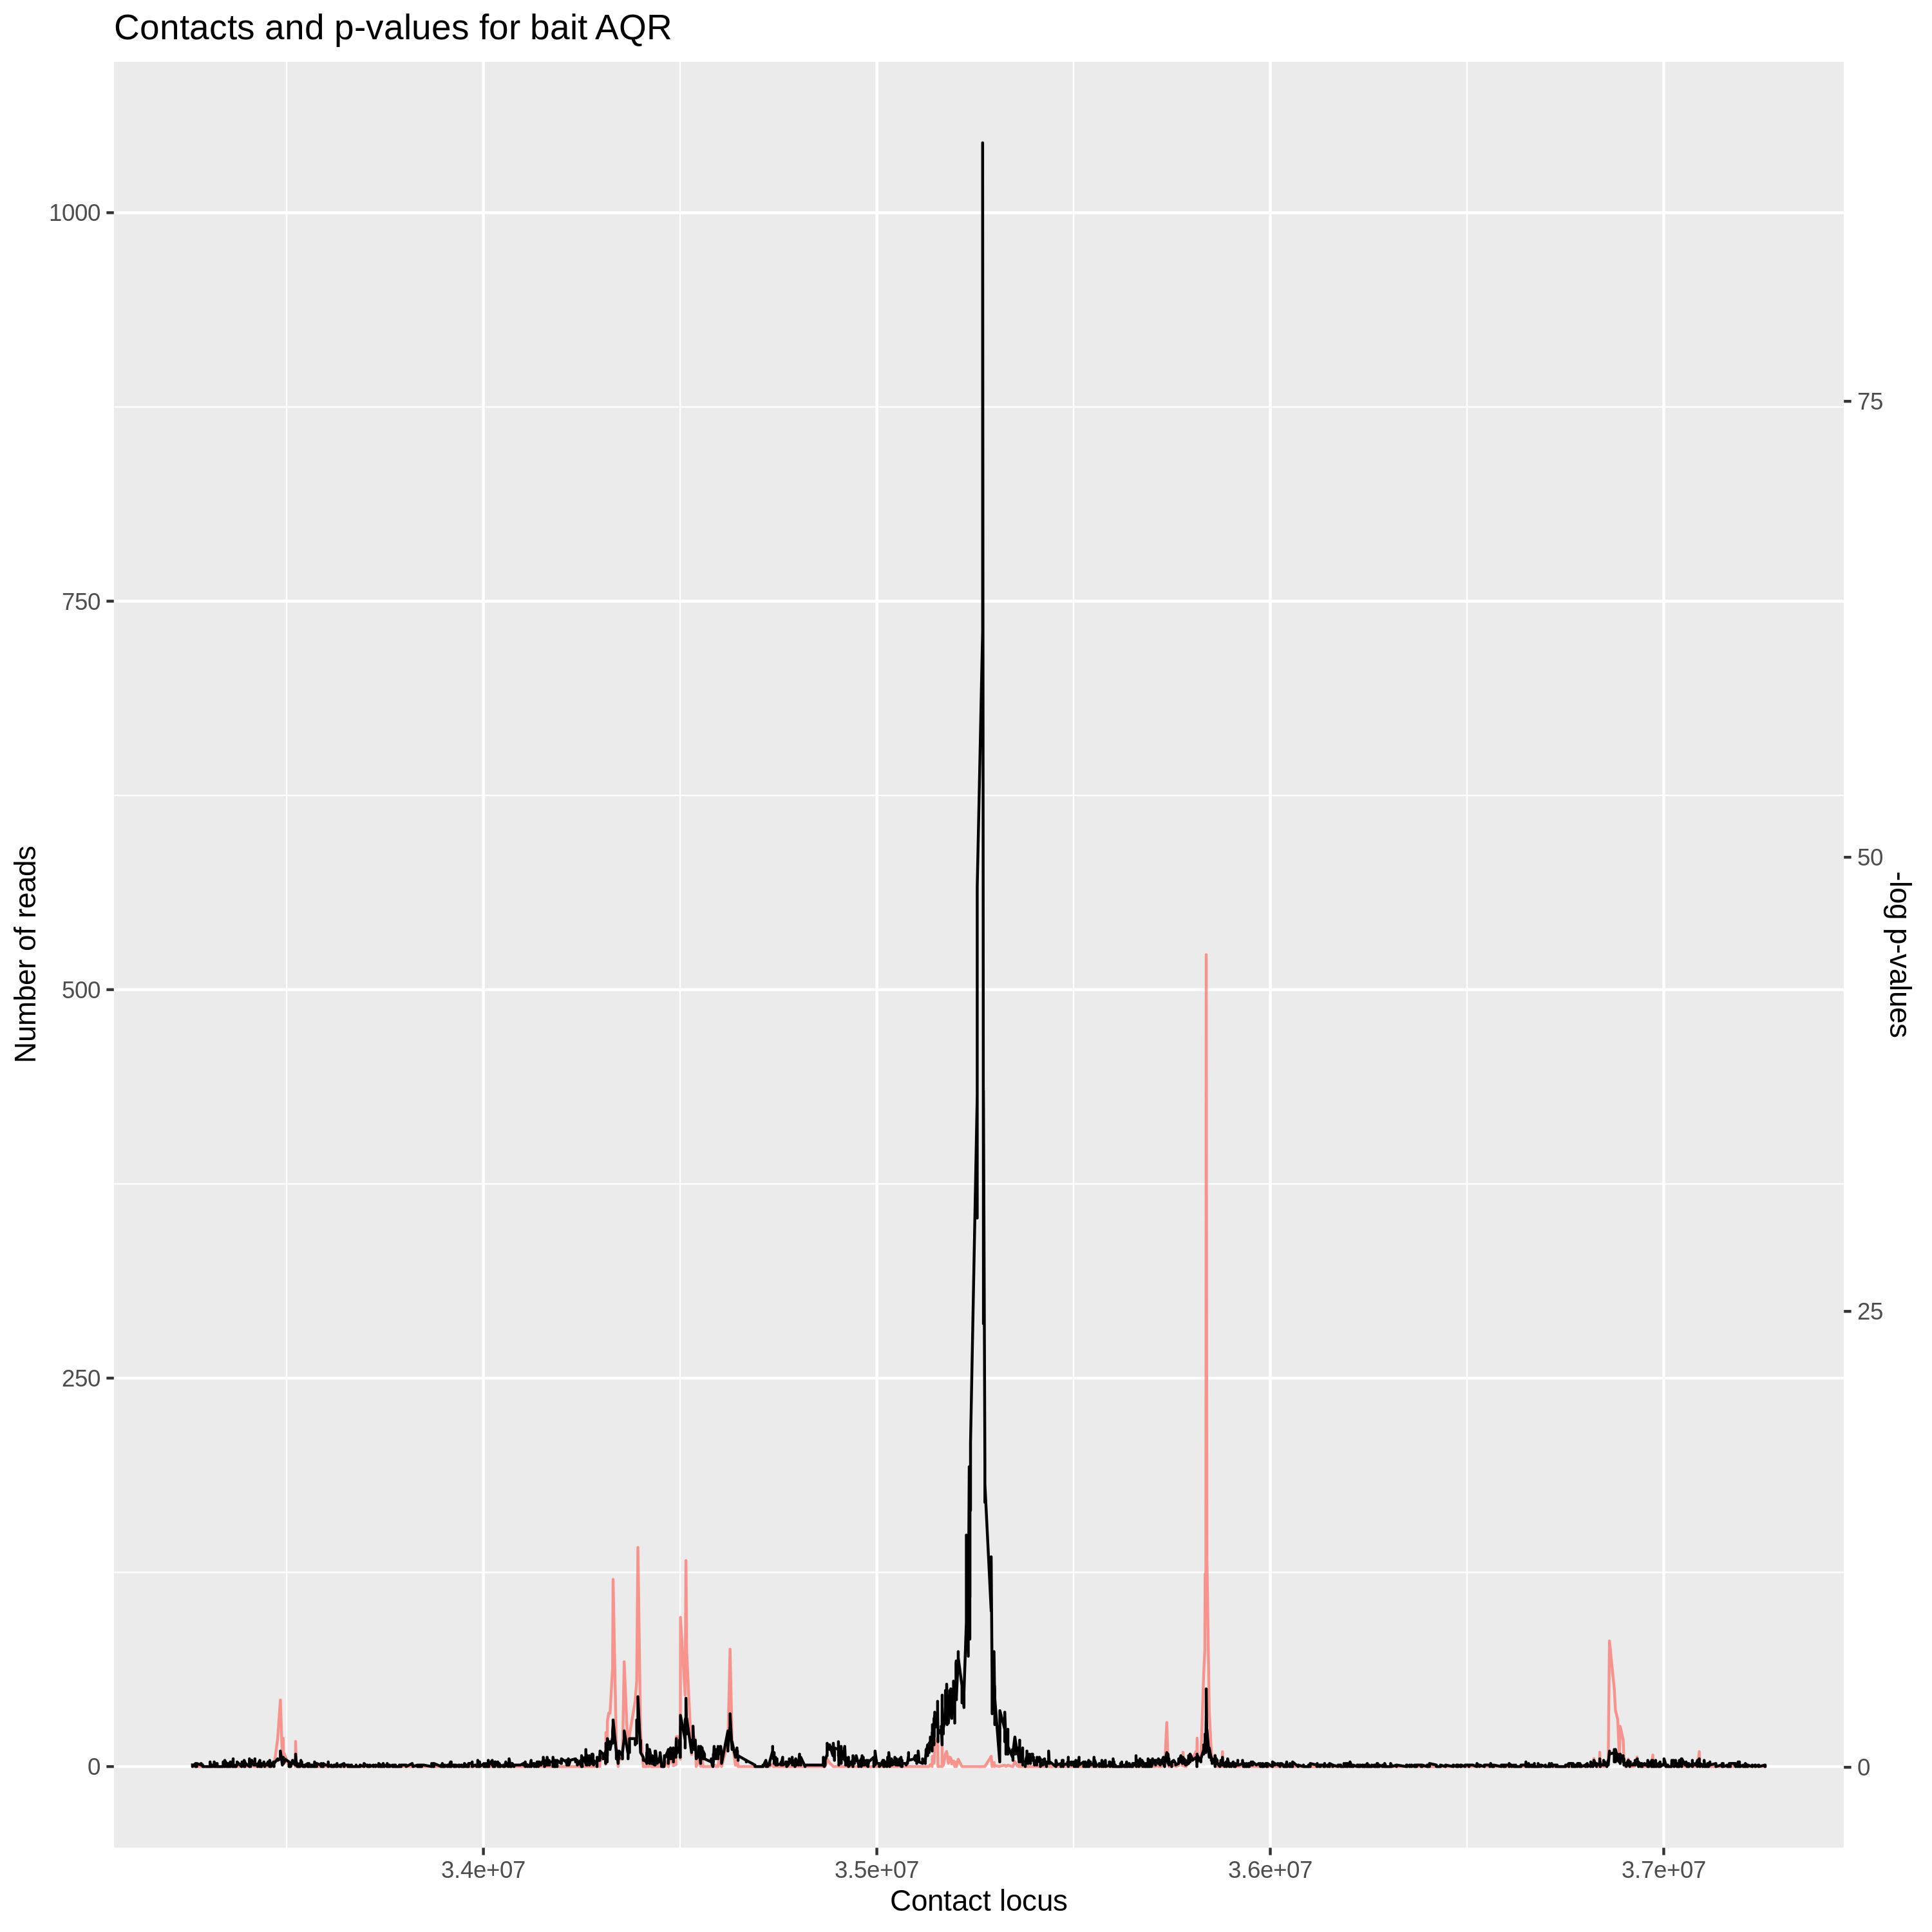 Contacts and p-values for bait AQR
1000
750
500
250
0
Number of reads
75
50
25
0
-log p-values
3.4e+07
3.5e+07
3.6e+07
3.7e+07
Contact locus